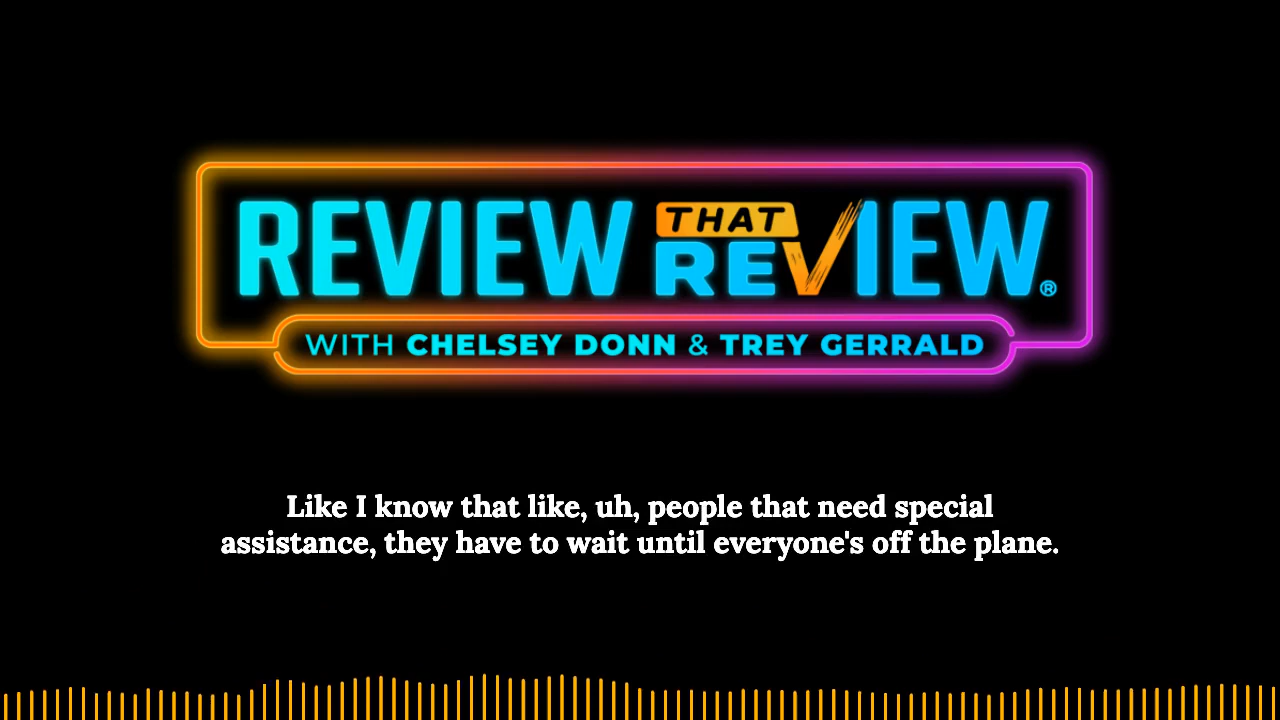 REVIEW THAT REVIEW®
WITH CHELSEY DONN & TREY GERRALD
Like I know that like, uh, people that need special
assistance, they have to wait until everyone's off the plane.